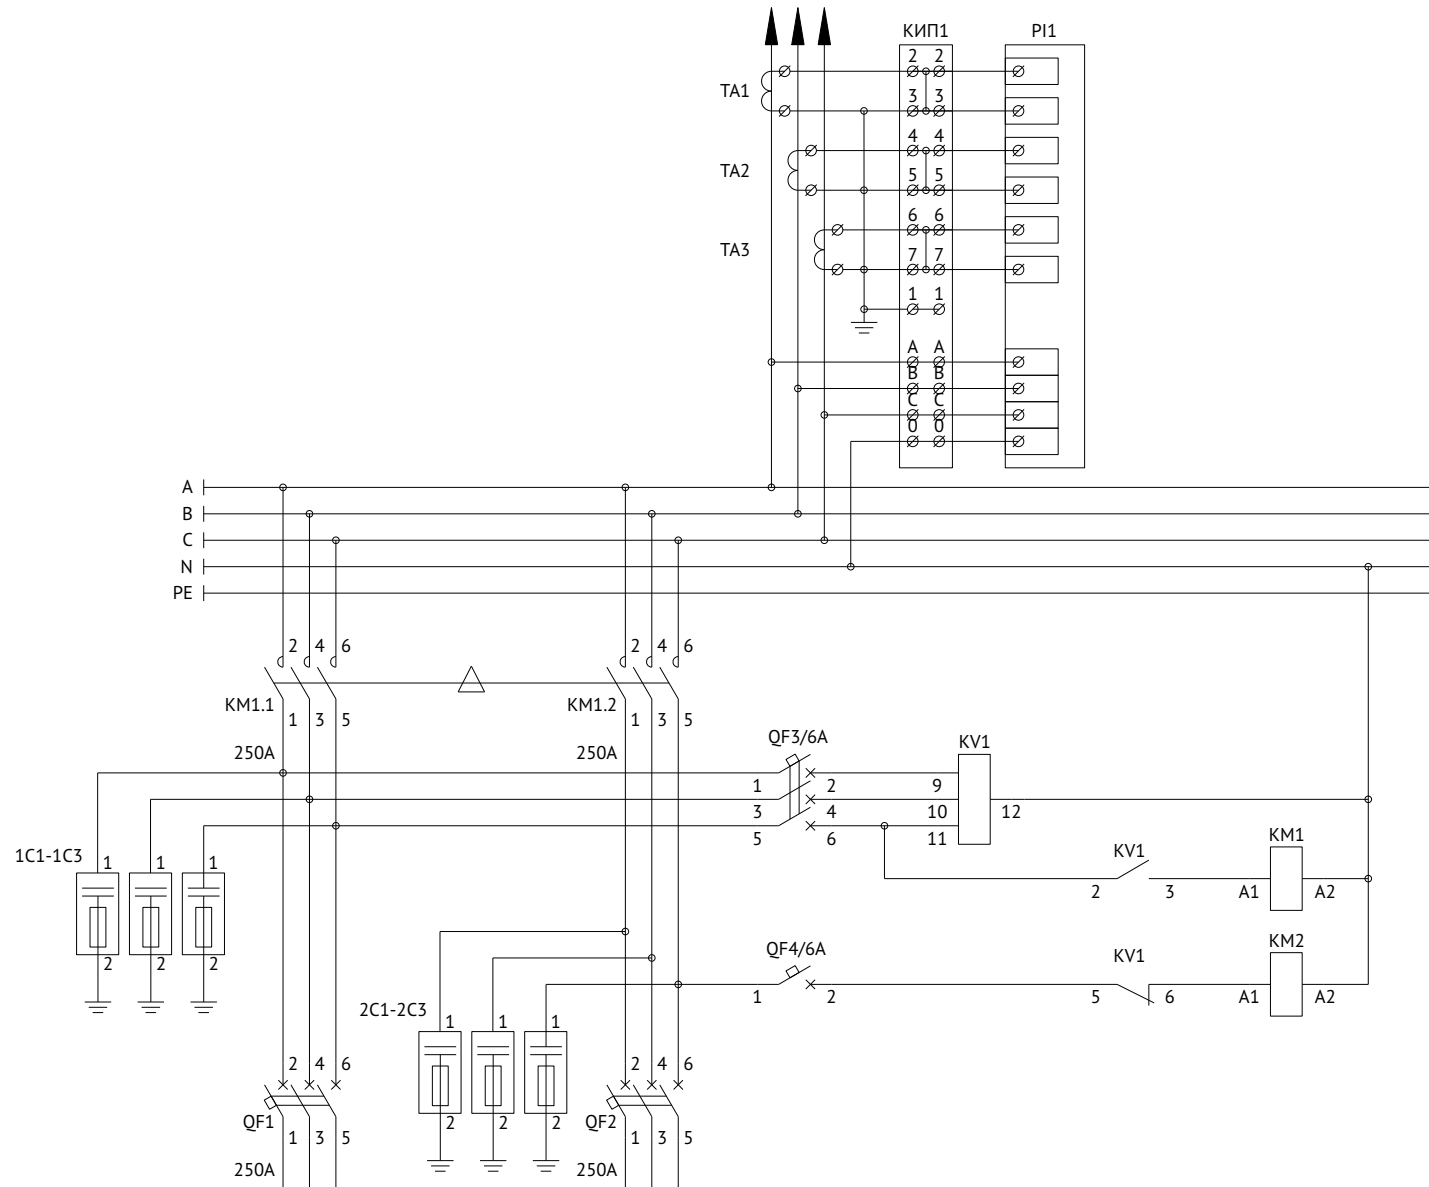 КИП1 PI1
2 2
TA1
3 3
4 4
TA2
5 5
6 6
TA3
7 7
1 1
A A
B B
C C
0 0
A
B
C
N
PE
2 4 6 2 4 6
KM1.1 KM1.2
1 3 5 1 3 5
250A 250A
QF3/6A KV1
1 2 9
3 4 10 12
5 6 11
1C1-1C3 1 1 1
KV1 KM1
2 3 A1 A2
2 2 2
QF4/6A KV1 KM2
1 2 5 6 A1 A2
2C1-2C3 1 1 1
2 4 6 2 4 6
QF1 2 2 2 QF2
1 3 5 1 3 5
250A 250A